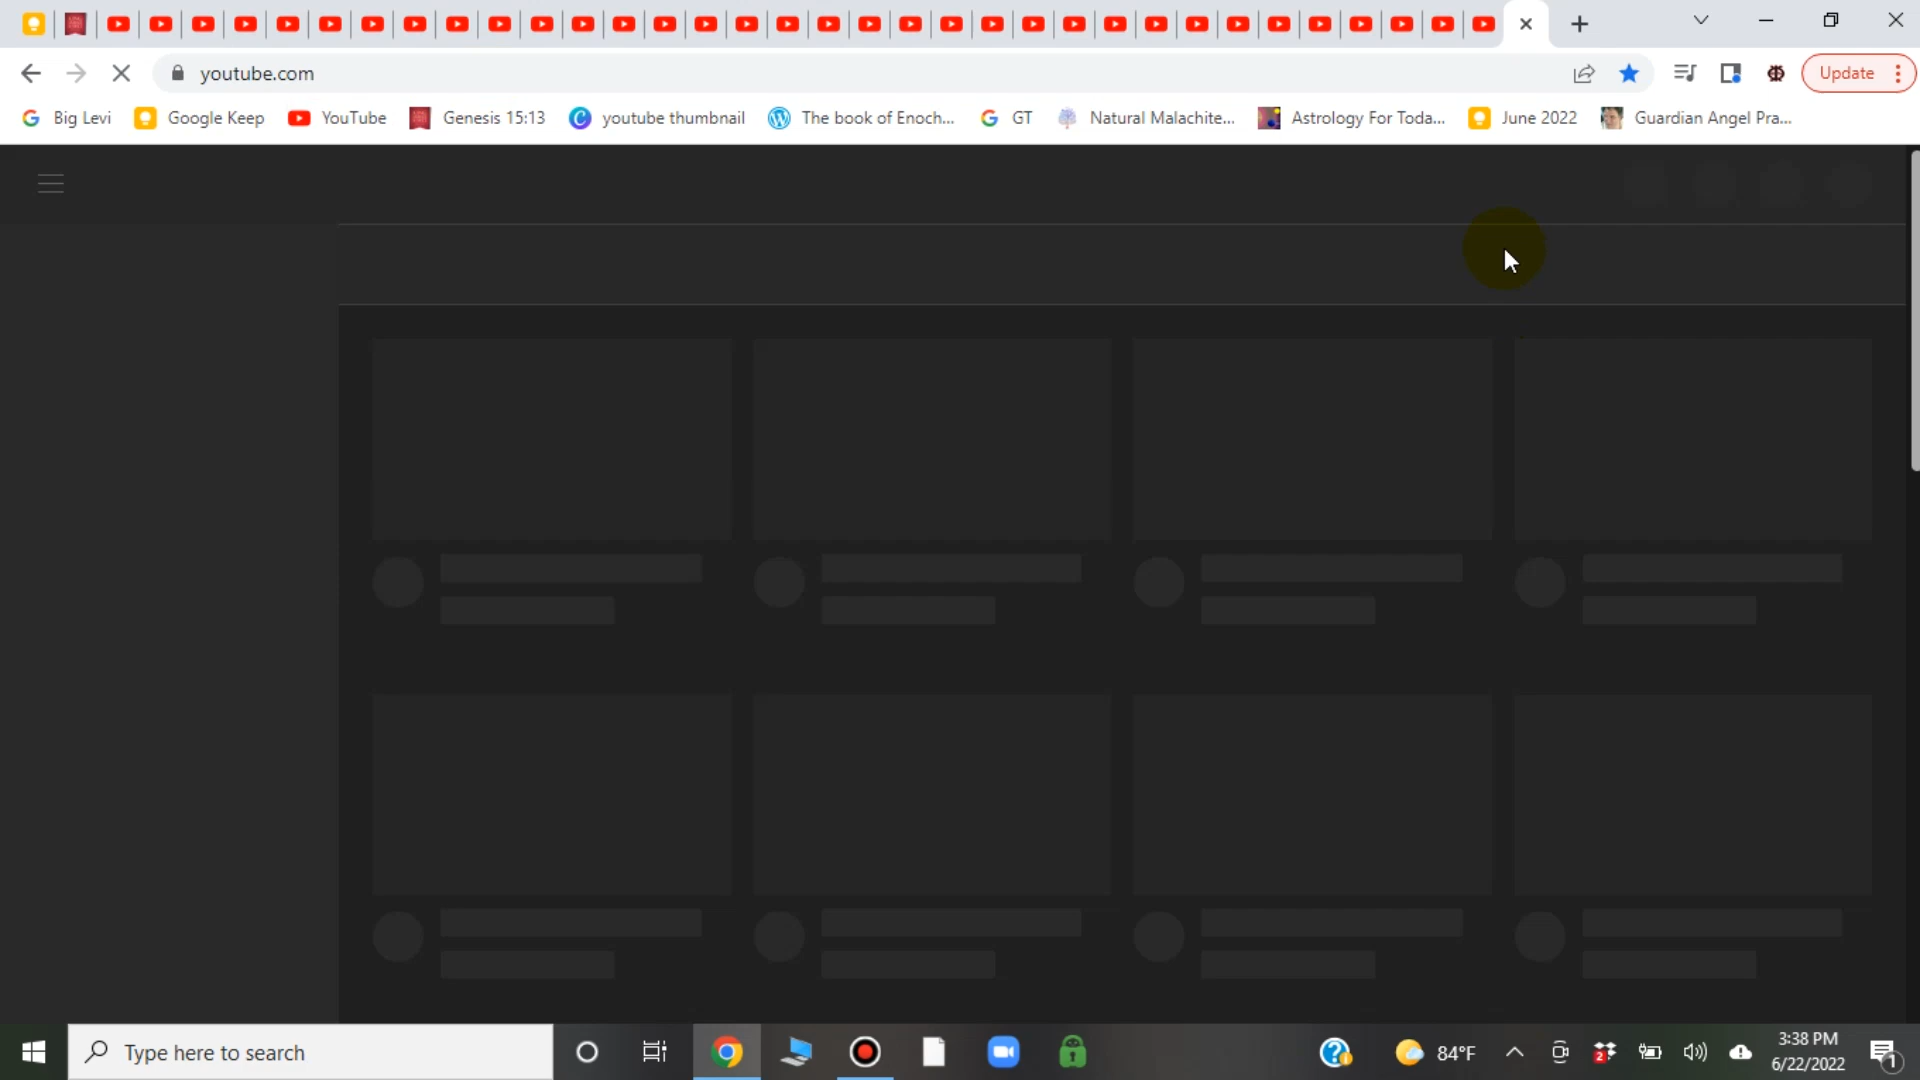 youtube.com
Update
Big Levi
Google Keep
YouTube
Genesis 15:13
youtube thumbnail
The book of Enoch...
GT
Natural Malachite...
Astrology For Toda...
June 2022
Guardian Angel Pra...
Type here to search
84°F
2
3:38 PM
6/22/2022
1